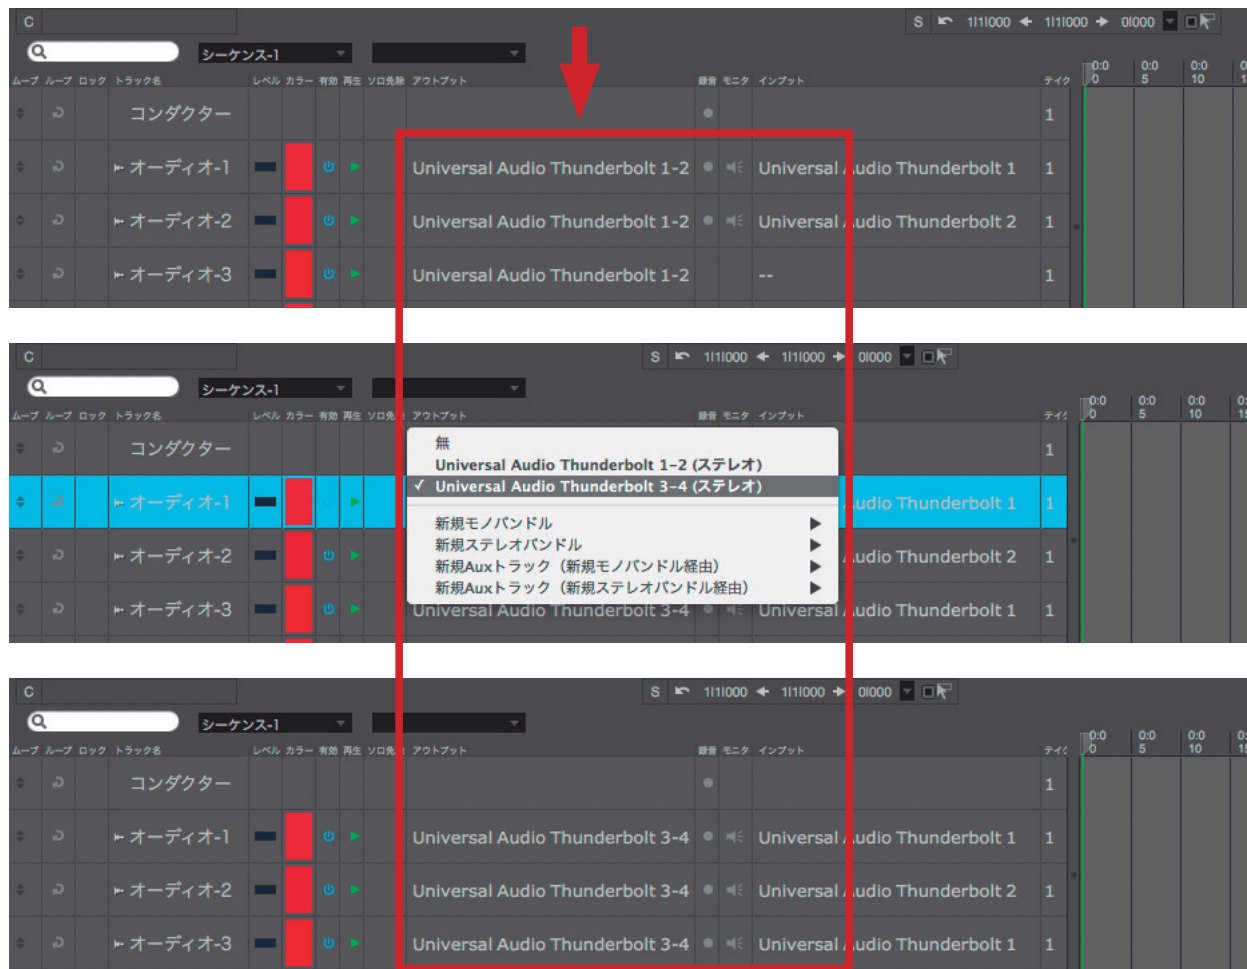 C S 1|1|000 1|1|000 0|000
シーケンス-1
0:0 0:0 0:0
ムーブ ループ ロック トラック名 レベル カラー 有効 再生 ソロ免除 アウトプット 録音 モニタ インプット テイク 0 5 10
コンダクター 1
オーディオ-1 Universal Audio Thunderbolt 1-2 Universal Audio Thunderbolt 1 1
オーディオ-2 Universal Audio Thunderbolt 1-2 Universal Audio Thunderbolt 2 1
オーディオ-3 Universal Audio Thunderbolt 1-2 -- 1
C S 1|1|000 1|1|000 0|000
シーケンス-1
0:0 0:0 0:0
ムーブ ループ ロック トラック名 レベル カラー 有効 再生 アウトプット 録音 モニタ インプット 0 5 10
コンダクター 1
無
Universal Audio Thunderbolt 1-2 (ステレオ)
✓ Universal Audio Thunderbolt 3-4 (ステレオ)
オーディオ-1 Audio Thunderbolt 1 1
新規モノバンドル
新規ステレオバンドル
オーディオ-2 Audio Thunderbolt 2 1
新規Auxトラック（新規モノバンドル経由）
新規Auxトラック（新規ステレオバンドル経由）
オーディオ-3 Universal Audio Thunderbolt 3-4 Universal Audio Thunderbolt 1 1
C S 1|1|000 1|1|000 0|000
シーケンス-1
0:0 0:0 0:0
ムーブ ループ ロック トラック名 レベル カラー 有効 再生 アウトプット 録音 モニタ インプット 0 5 10
コンダクター 1
オーディオ-1 Universal Audio Thunderbolt 3-4 Universal Audio Thunderbolt 1 1
オーディオ-2 Universal Audio Thunderbolt 3-4 Universal Audio Thunderbolt 2 1
オーディオ-3 Universal Audio Thunderbolt 3-4 Universal Audio Thunderbolt 1 1